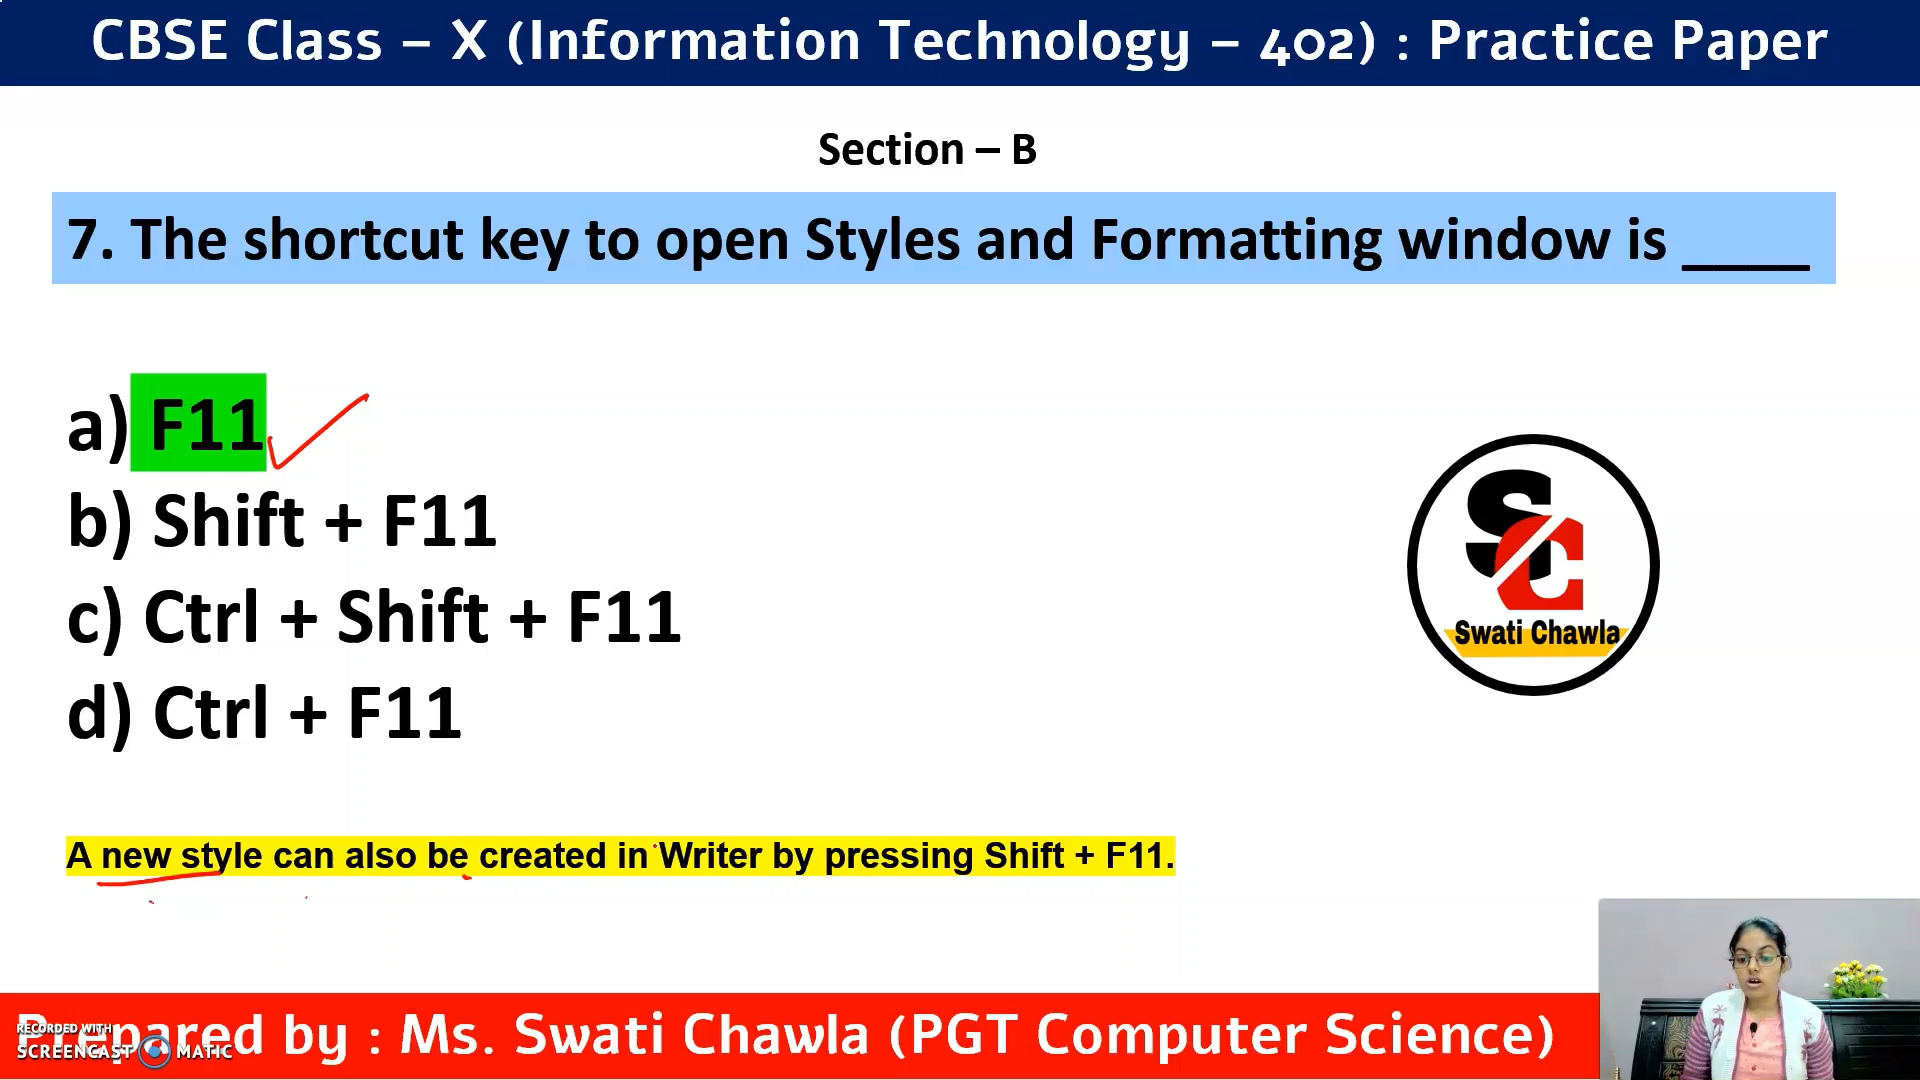 CBSE Class – X (Information Technology – 402) : Practice Paper
Section – B
7. The shortcut key to open Styles and Formatting window is ____
a) F11
b) Shift + F11
c) Ctrl + Shift + F11
d) Ctrl + F11
SC
Swati Chawla
A new style can also be created in Writer by pressing Shift + F11.
Prepared by : Ms. Swati Chawla (PGT Computer Science)
RECORDED WITH
SCREENCAST MATIC